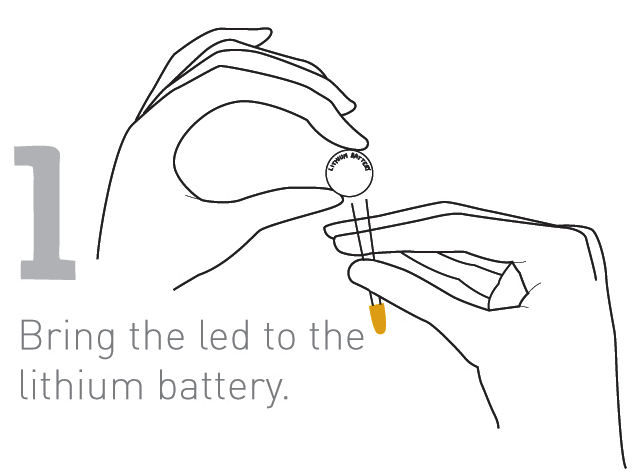 LITHIUM BATTERY
1
Bring the led to the
lithium battery.